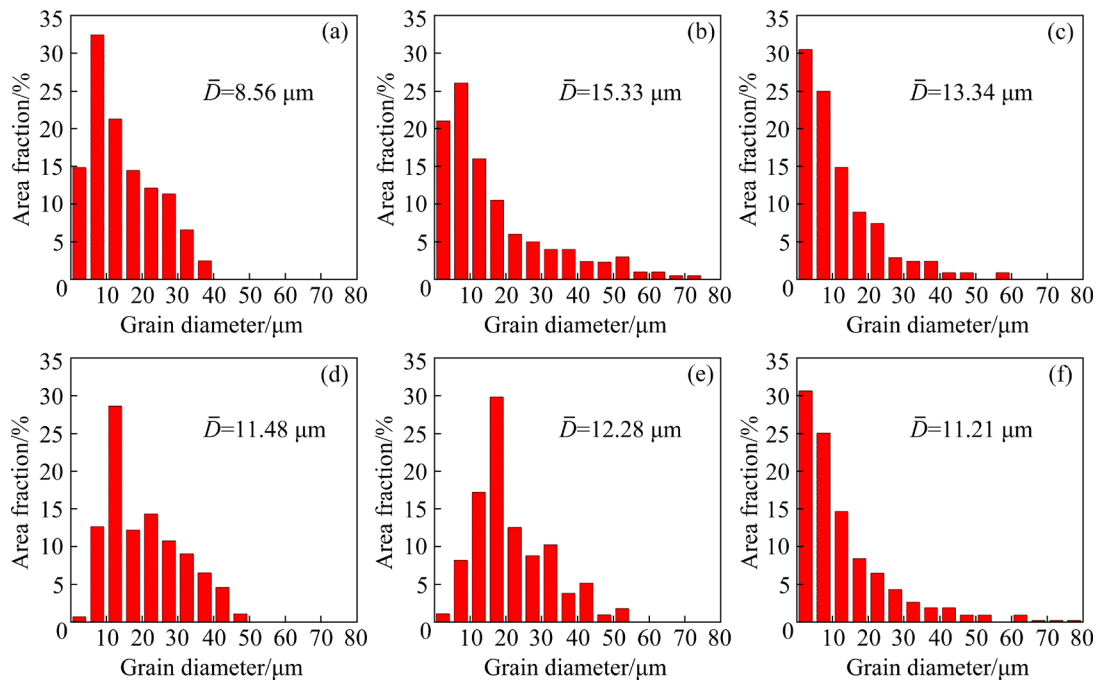 35
30
25
20
15
10
5
0
Area fraction/%
(a)
D̄=8.56 μm
10 20 30 40 50 60 70 80
Grain diameter/μm
35
30
25
20
15
10
5
0
Area fraction/%
(b)
D̄=15.33 μm
10 20 30 40 50 60 70 80
Grain diameter/μm
35
30
25
20
15
10
5
0
Area fraction/%
(c)
D̄=13.34 μm
10 20 30 40 50 60 70 80
Grain diameter/μm
35
30
25
20
15
10
5
0
Area fraction/%
(d)
D̄=11.48 μm
10 20 30 40 50 60 70 80
Grain diameter/μm
35
30
25
20
15
10
5
0
Area fraction/%
(e)
D̄=12.28 μm
10 20 30 40 50 60 70 80
Grain diameter/μm
35
30
25
20
15
10
5
0
Area fraction/%
(f)
D̄=11.21 μm
10 20 30 40 50 60 70 80
Grain diameter/μm